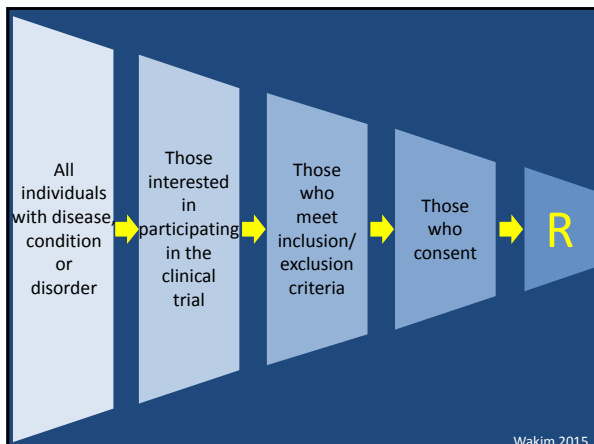 All
individuals
with disease,
condition
or
disorder
Those
interested
in
participating
in the
clinical
trial
Those
who
meet
inclusion/
exclusion
criteria
Those
who
consent
R
Wakim 2015